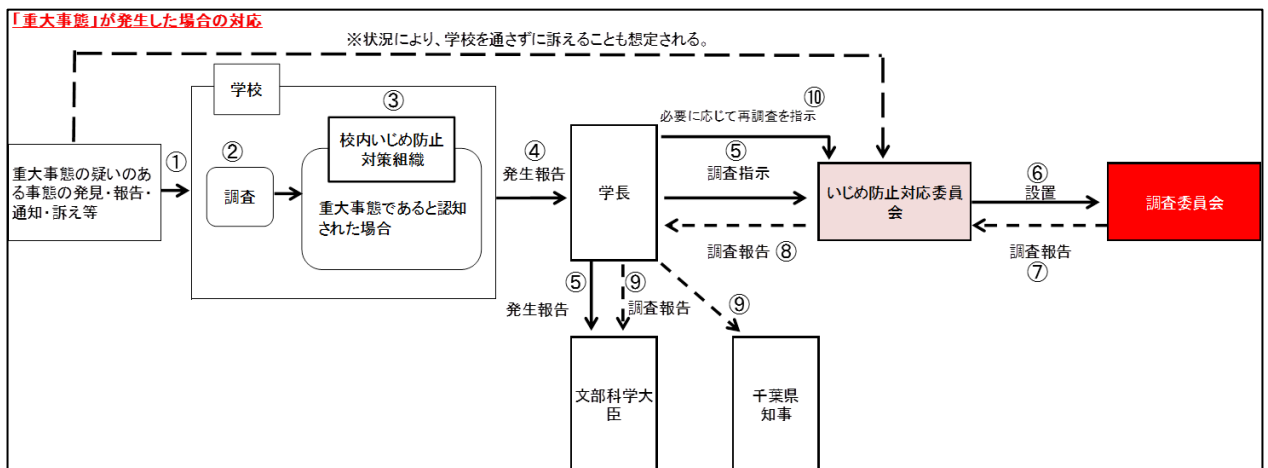 「重大事態」が発生した場合の対応
※状況により、学校を通さずに訴えることも想定される。
学校
①
重大事態の疑いのあ
る事態の発見・報告・
通知・訴え等
②
調査
③
校内いじめ防止
対策組織
重大事態であると認知
された場合
④
発生報告
学長
⑩
必要に応じて再調査を指示
⑤
調査指示
調査報告 ⑧
いじめ防止対応委員
会
⑥
設置
調査報告
⑦
調査委員会
⑤
発生報告
⑨
調査報告
⑨
文部科学大
臣
千葉県
知事